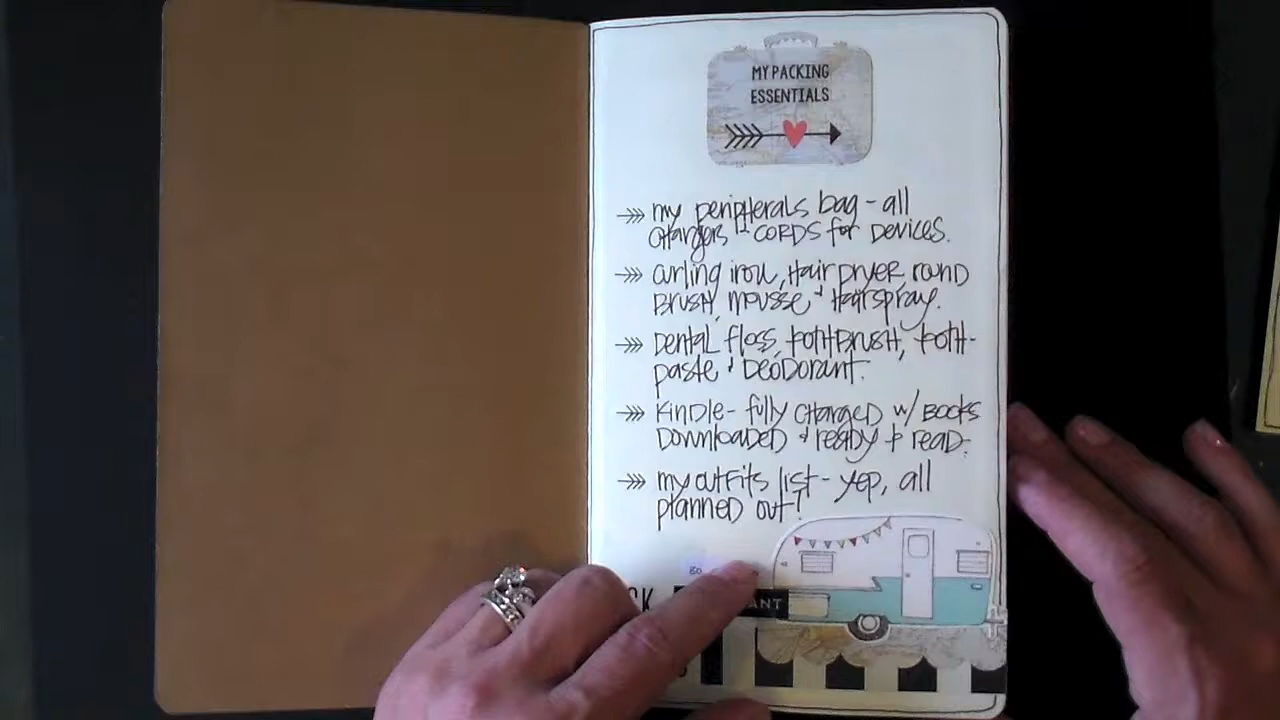 MY PACKING
ESSENTIALS
my peripherals bag - all
chargers & cords for devices.
curling iron, hair dryer, round
brush, mousse & hairspray.
Dental floss, toothbrush, tooth-
paste & deodorant.
Kindle - fully charged w/ books
downloaded & ready to read.
my outfits list - yep, all
planned out!